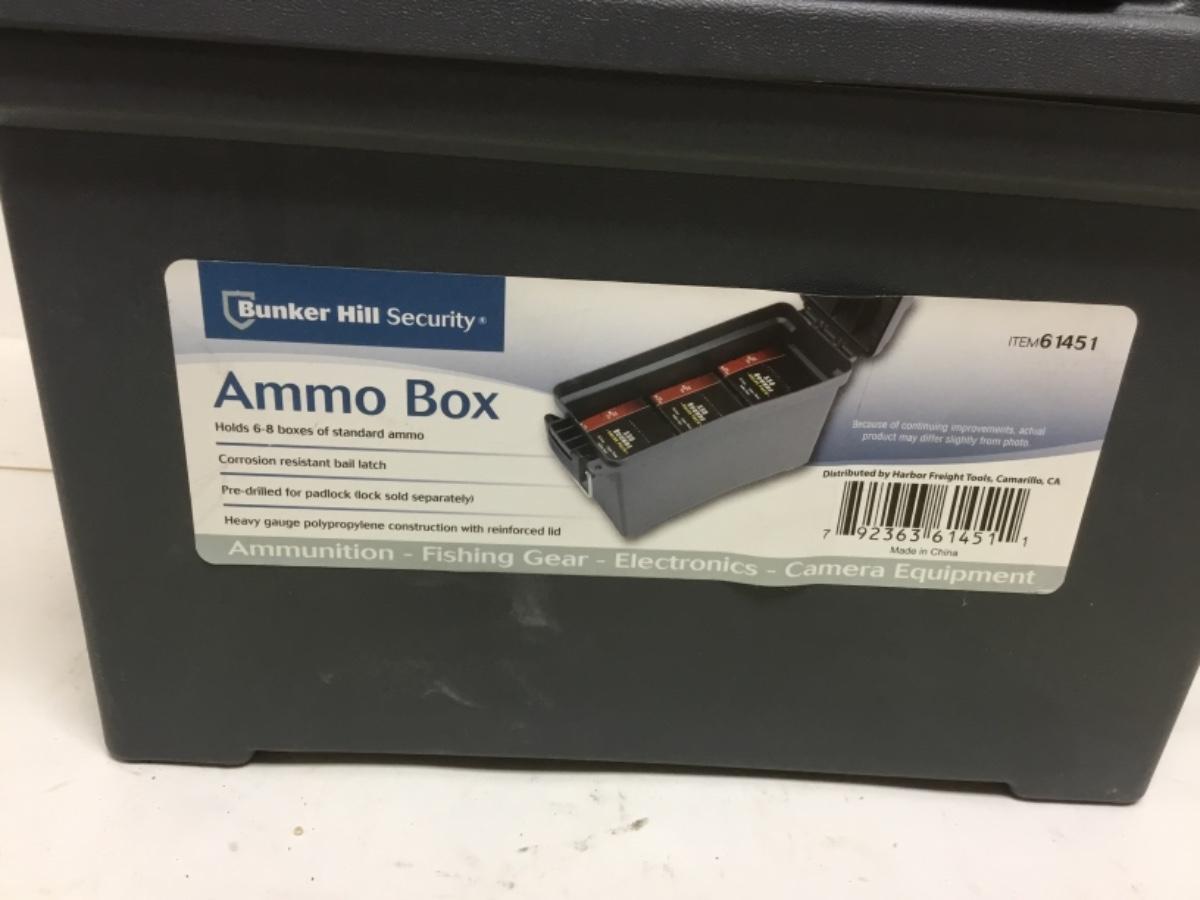 Bunker Hill Security®
ITEM 61451
Ammo Box
Holds 6-8 boxes of standard ammo
Corrosion resistant bail latch
Pre-drilled for padlock (lock sold separately)
Heavy gauge polypropylene construction with reinforced lid
Because of continuing improvements, actual
product may differ slightly from photo.
Distributed by Harbor Freight Tools, Camarillo, CA
7 92363 61451 1
Made in China
Ammunition - Fishing Gear - Electronics - Camera Equipment